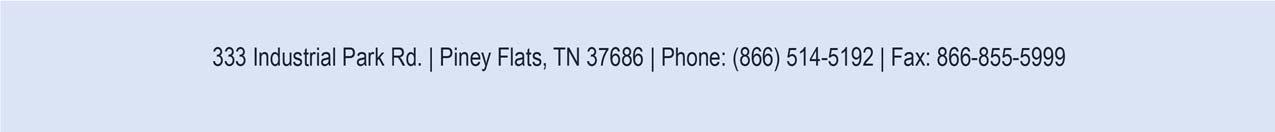 333 Industrial Park Rd. | Piney Flats, TN 37686 | Phone: (866) 514-5192 | Fax: 866-855-5999